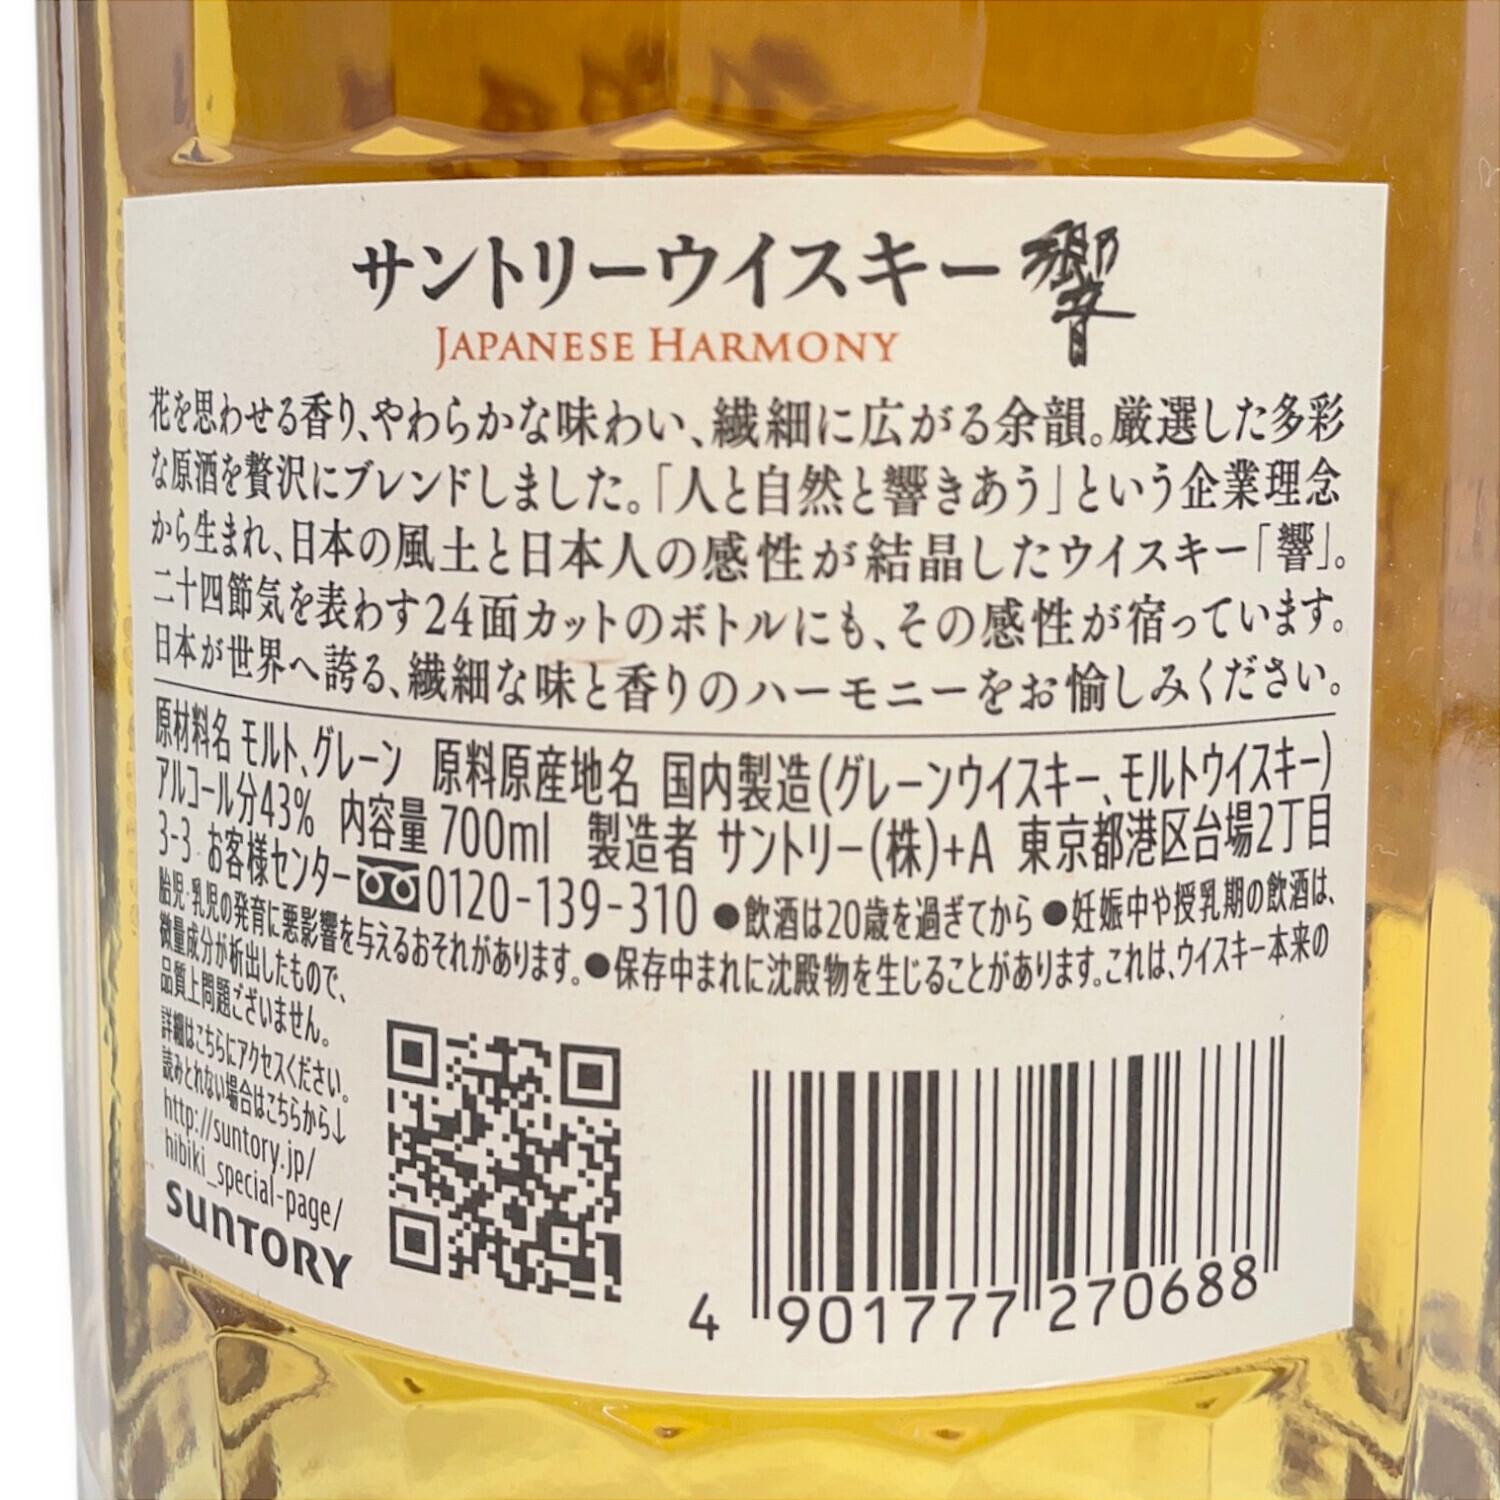 サントリーウイスキー 響
JAPANESE HARMONY
花を思わせる香り、やわらかな味わい、繊細に広がる余韻。厳選した多彩
な原酒を贅沢にブレンドしました。「人と自然と響きあう」という企業理念
から生まれ、日本の風土と日本人の感性が結晶したウイスキー「響」。
二十四節気を表わす24面カットのボトルにも、その感性が宿っています。
日本が世界へ誇る、繊細な味と香りのハーモニーをお愉しみください。
原材料名 モルト、グレーン 原料原産地名 国内製造(グレーンウイスキー、モルトウイスキー)
アルコール分43% 内容量 700ml 製造者 サントリー(株)+A 東京都港区台場2丁目
3-3 お客様センター 0120-139-310 ●飲酒は20歳を過ぎてから ●妊娠中や授乳期の飲酒は、
胎児・乳児の発育に悪影響を与えるおそれがあります。●保存中まれに沈殿物を生じることがあります。これは、ウイスキー本来の
微量成分が析出したもので、
品質上問題ございません。
詳細はこちらにアクセスください。
読みとれない場合はこちらから↓
http://suntory.jp/
hibiki_special-page/
SUNTORY
4 901777 270688